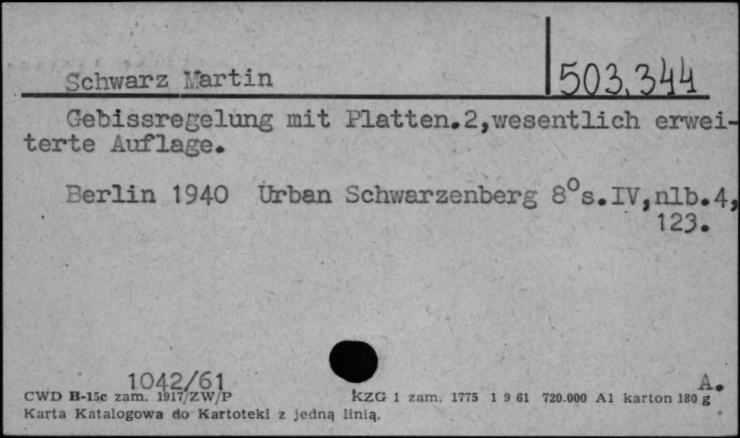 Schwarz Martin
503.344
Gebissregelung mit Platten.2,wesentlich erwei-
terte Auflage.
Berlin 1940 Urban Schwarzenberg 8°s.IV,nlb.4,
123.
1042/61
A.
CWD B-15c zam. 1917/ZW/P KZG 1 zam. 1775 1 9 61 720.000 A1 karton 180 g
Karta Katalogowa do Kartoteki z jedną linią.